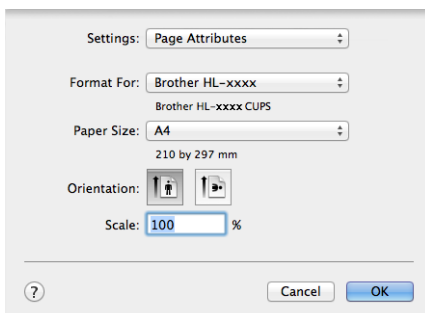 Settings: Page Attributes
Format For: Brother HL-xxxx
Brother HL-xxxx CUPS
Paper Size: A4
210 by 297 mm
Orientation:
Scale: 100 %
? Cancel OK